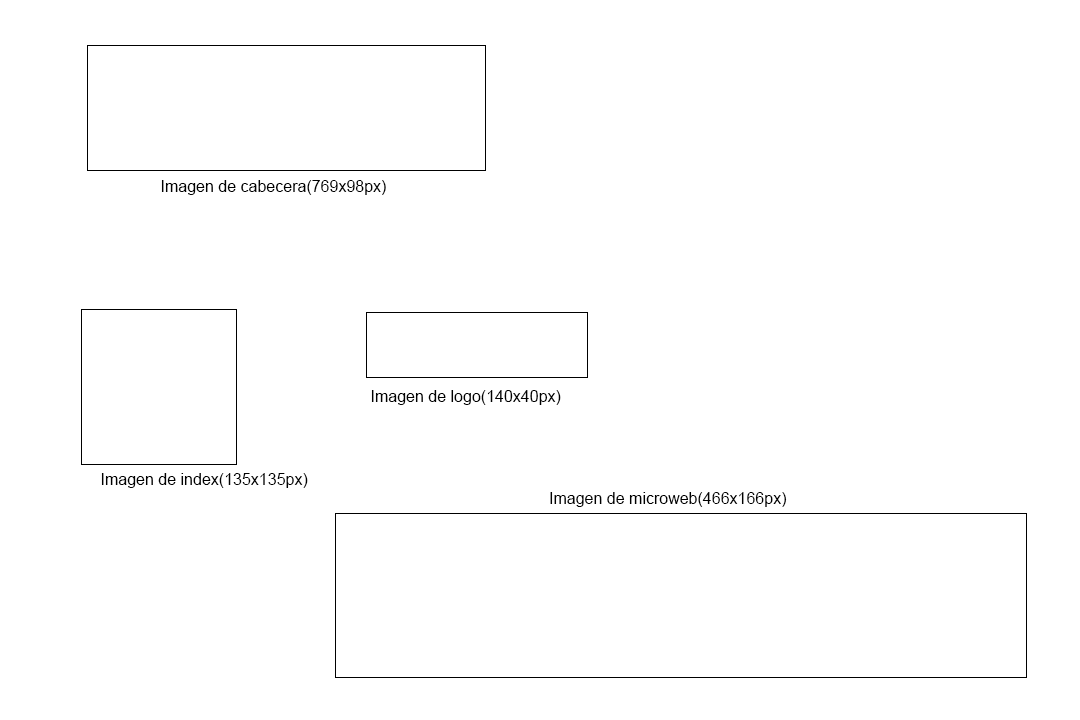 Imagen de cabecera(769x98px)
Imagen de logo(140x40px)
Imagen de index(135x135px)
Imagen de microweb(466x166px)